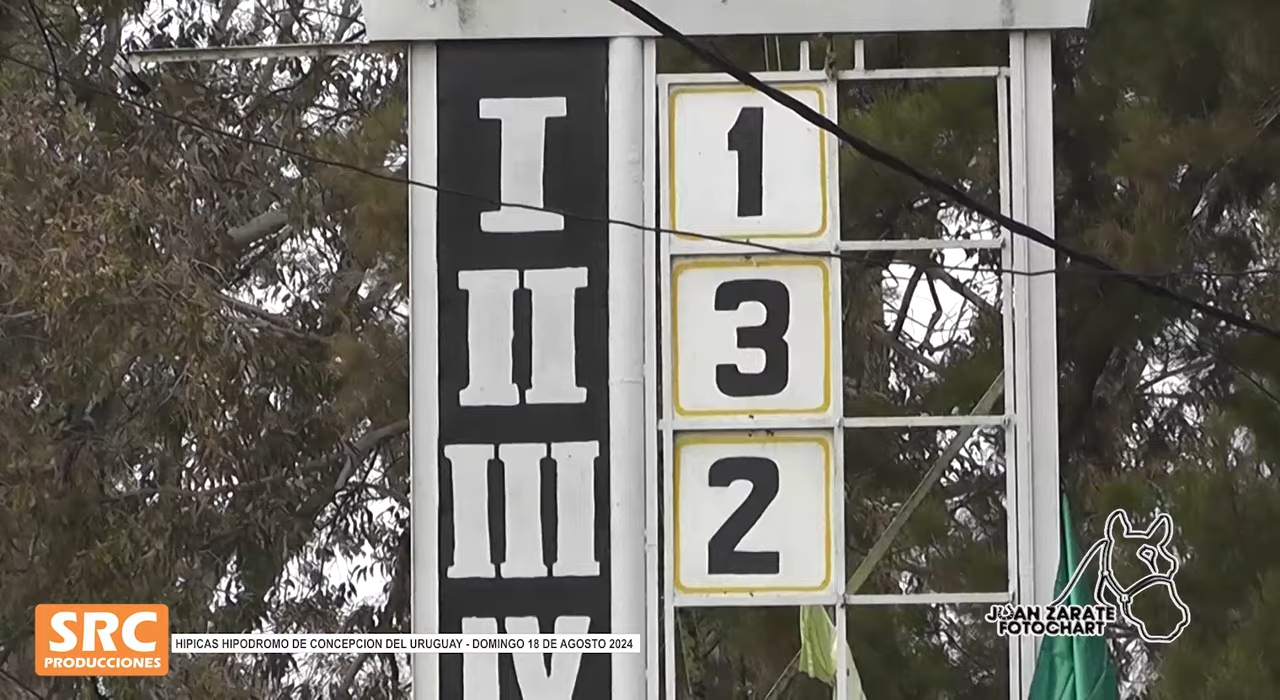 I 1
II 3
III 2
IV
SRC
PRODUCCIONES
HIPICAS HIPODROMO DE CONCEPCION DEL URUGUAY - DOMINGO 18 DE AGOSTO 2024
JUAN ZARATE
FOTOCHART